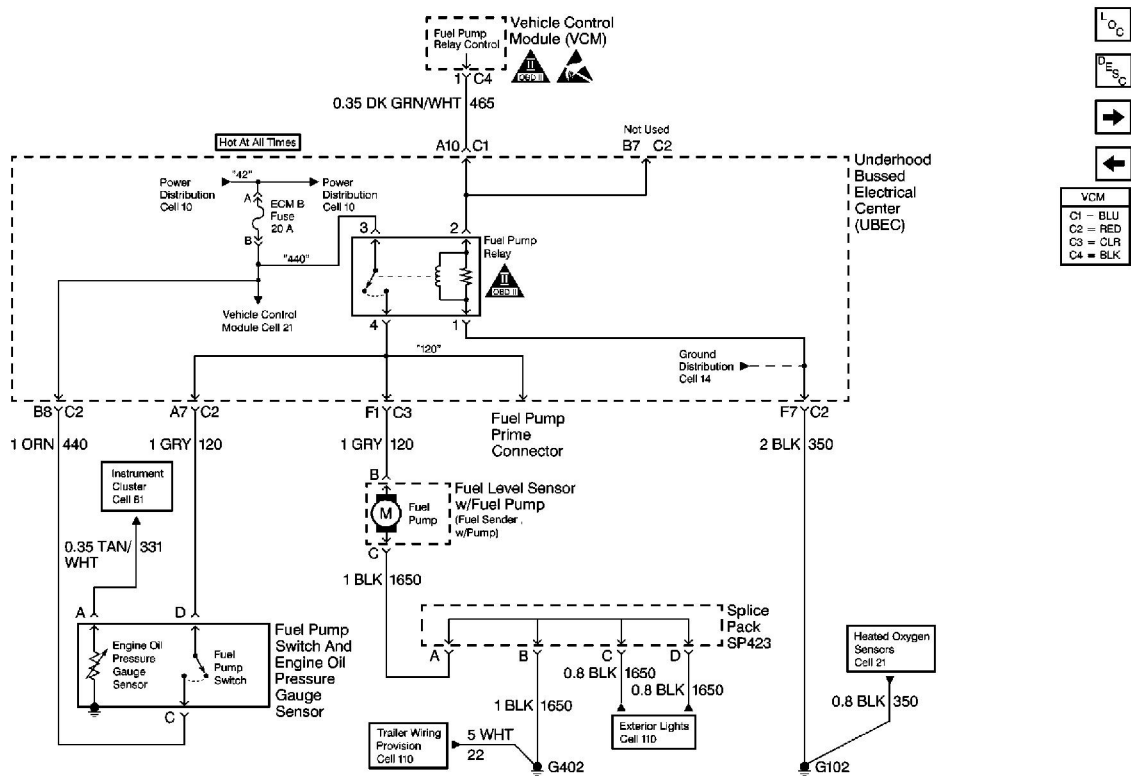 Fuel Pump
Relay Control
Vehicle Control
Module (VCM)
II
OBD II
1 C4
0.35 DK GRN/WHT 465
LOC
DESC
Hot At All Times
A10 C1
Not Used
B7 C2
Underhood
Bussed
Electrical
Center
(UBEC)
VCM
C1 = BLU
C2 = RED
C3 = CLR
C4 = BLK
Power
Distribution
Cell 10
"42"
Power
Distribution
Cell 10
A
ECM B
Fuse
20 A
B
"440"
3
2
Fuel Pump
Relay
II
OBD II
Vehicle Control
Module Cell 21
4
1
"120"
Ground
Distribution
Cell 14
B8 C2
A7 C2
F1 C3
Fuel Pump
Prime
Connector
F7 C2
1 ORN 440
1 GRY 120
1 GRY 120
2 BLK 350
Instrument
Cluster
Cell 81
B
M
Fuel
Pump
Fuel Level Sensor
w/Fuel Pump
(Fuel Sender,
w/Pump)
C
0.35 TAN/
WHT
331
1 BLK 1650
A
D
Engine Oil
Pressure
Gauge
Sensor
Fuel
Pump
Switch
C
Fuel Pump
Switch And
Engine Oil
Pressure
Gauge
Sensor
Splice
Pack
SP423
A
B
C
D
0.8 BLK 1650
0.8 BLK 1650
1 BLK 1650
Exterior Lights
Cell 110
Heated Oxygen
Sensors
Cell 21
0.8 BLK 350
Trailer Wiring
Provision
Cell 110
5 WHT
22
G402
G102